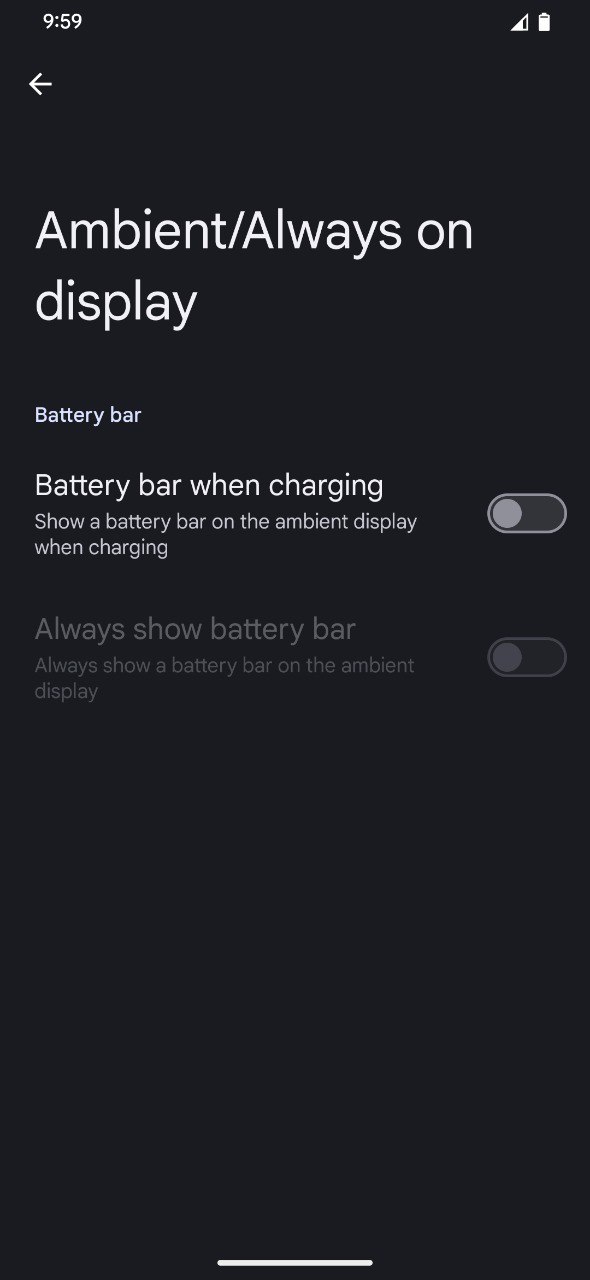 9:59
Ambient/Always on
display
Battery bar
Battery bar when charging
Show a battery bar on the ambient display
when charging
Always show battery bar
Always show a battery bar on the ambient
display